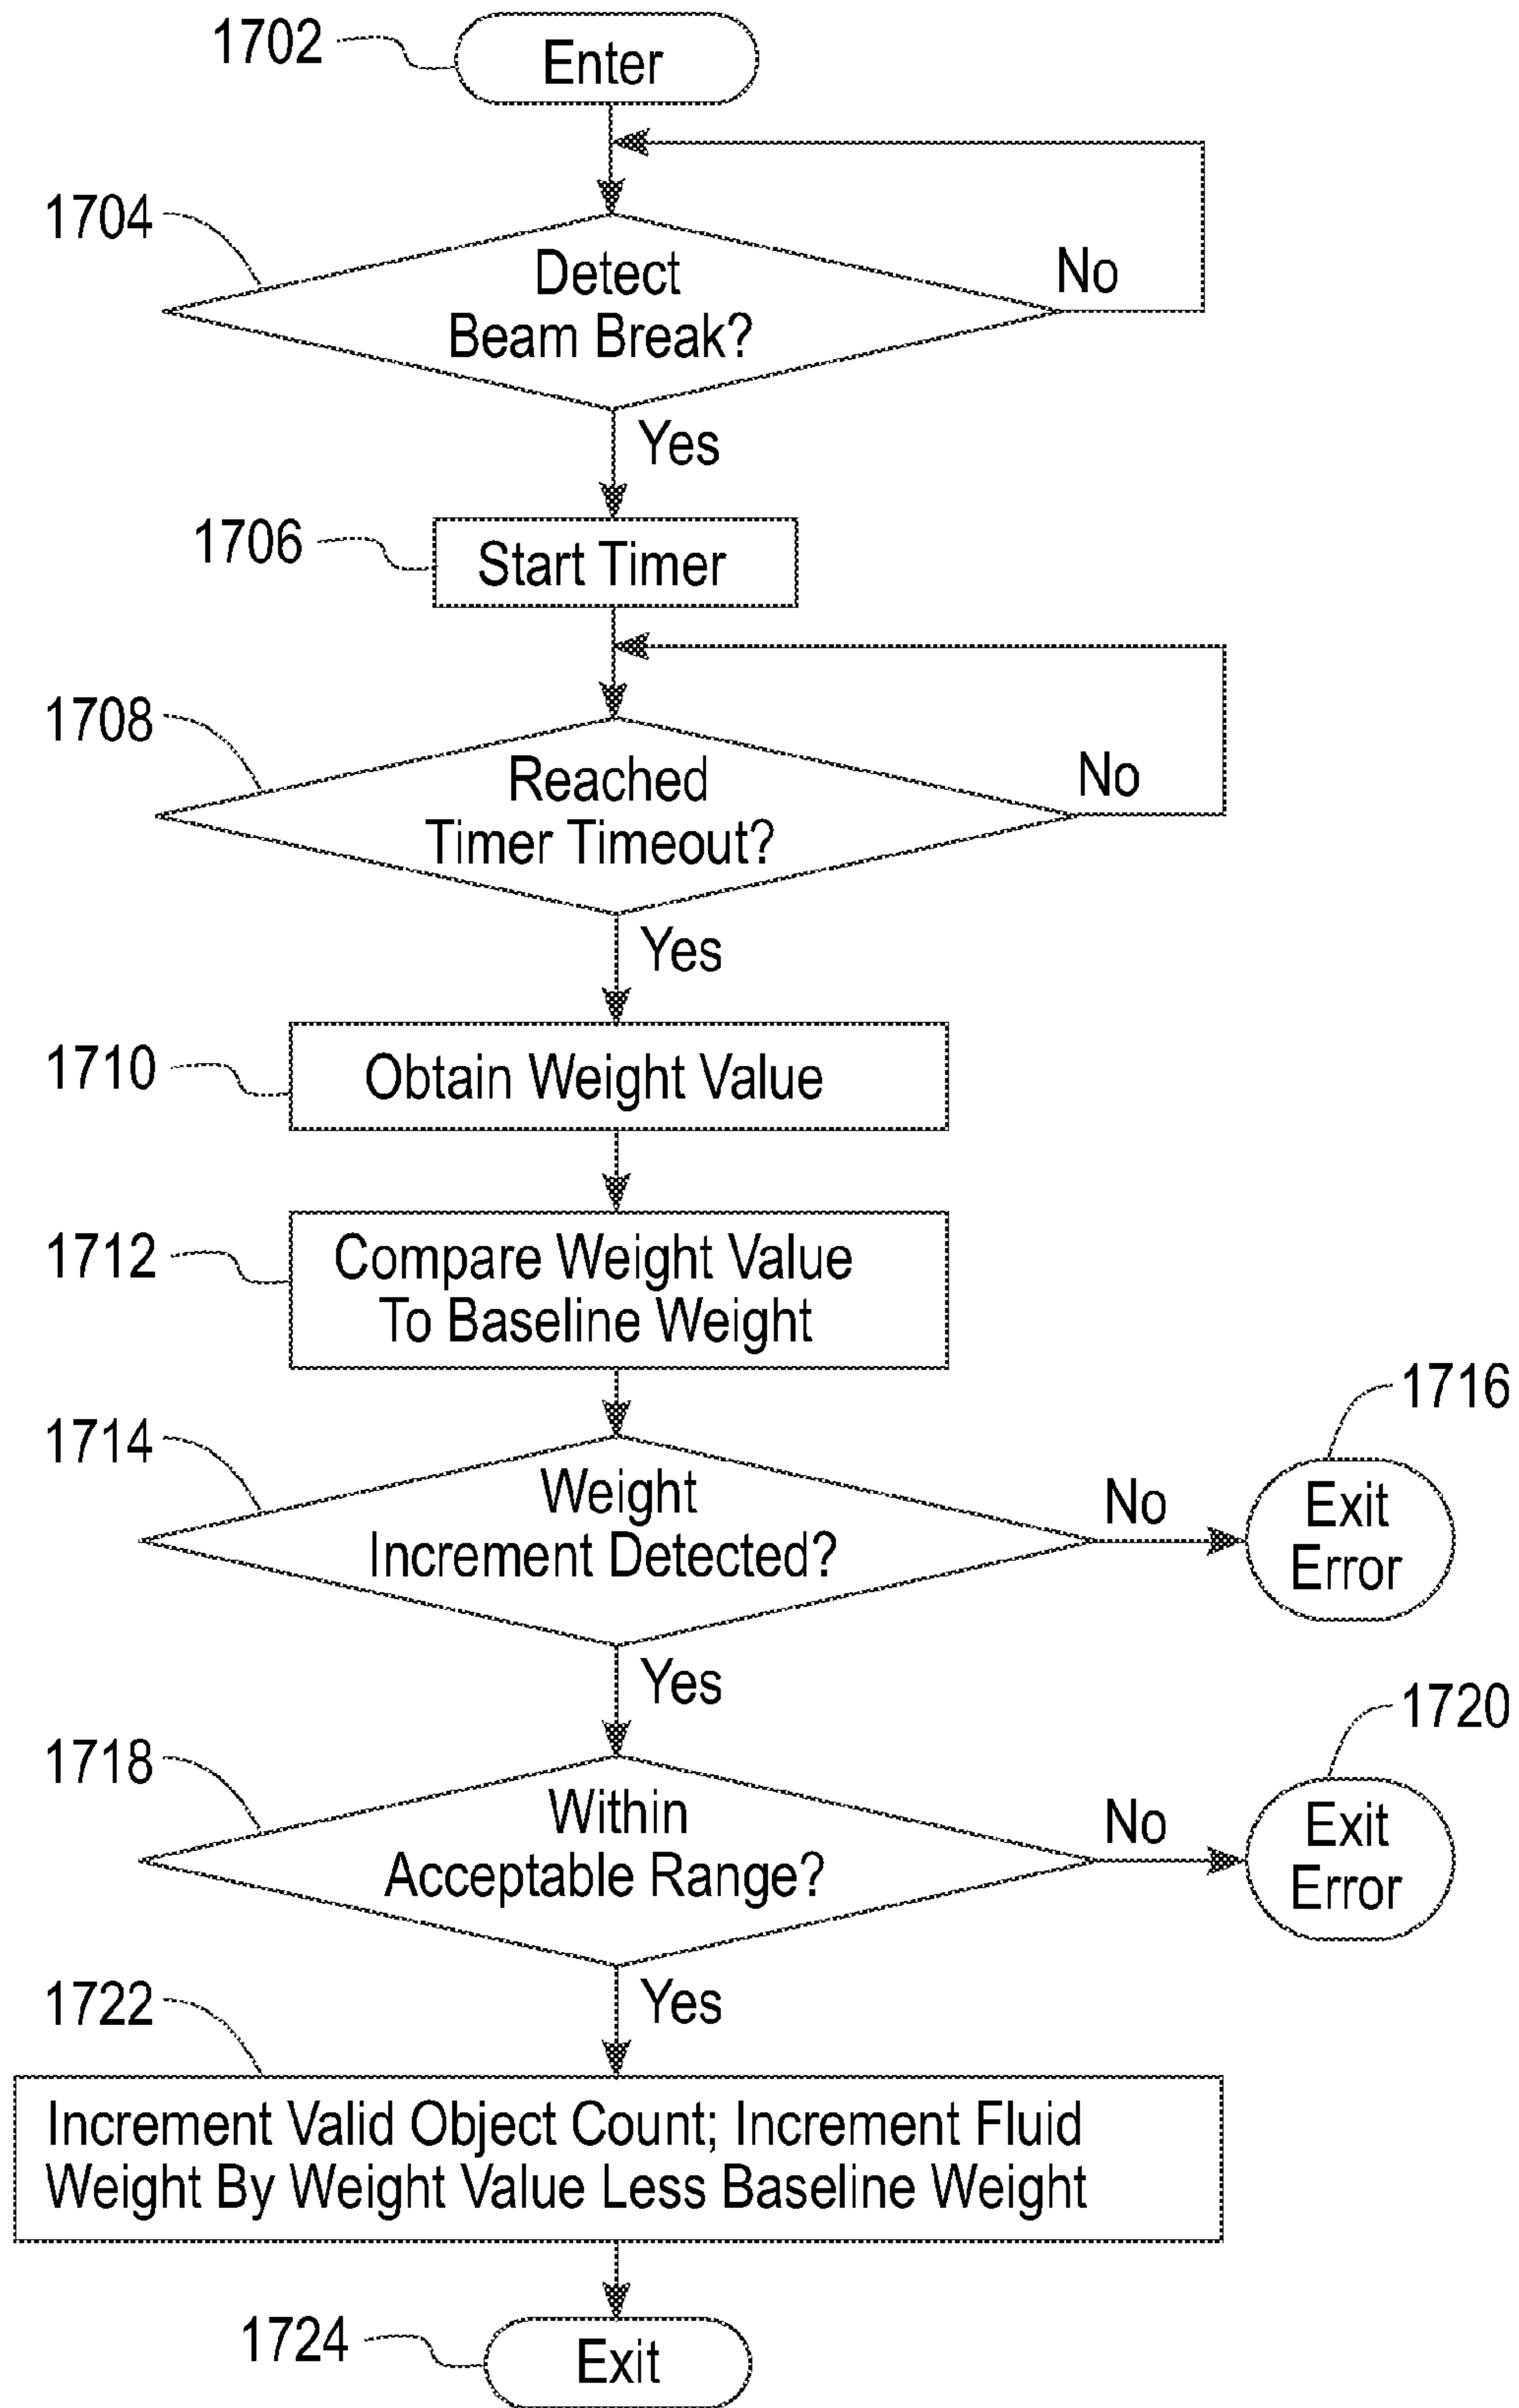 1702
Enter
1704
Detect
Beam Break?
No
Yes
1706
Start Timer
1708
Reached
Timer Timeout?
No
Yes
1710
Obtain Weight Value
1712
Compare Weight Value
To Baseline Weight
1714
Weight
Increment Detected?
No
1716
Exit
Error
Yes
1718
Within
Acceptable Range?
No
1720
Exit
Error
Yes
1722
Increment Valid Object Count; Increment Fluid
Weight By Weight Value Less Baseline Weight
1724
Exit